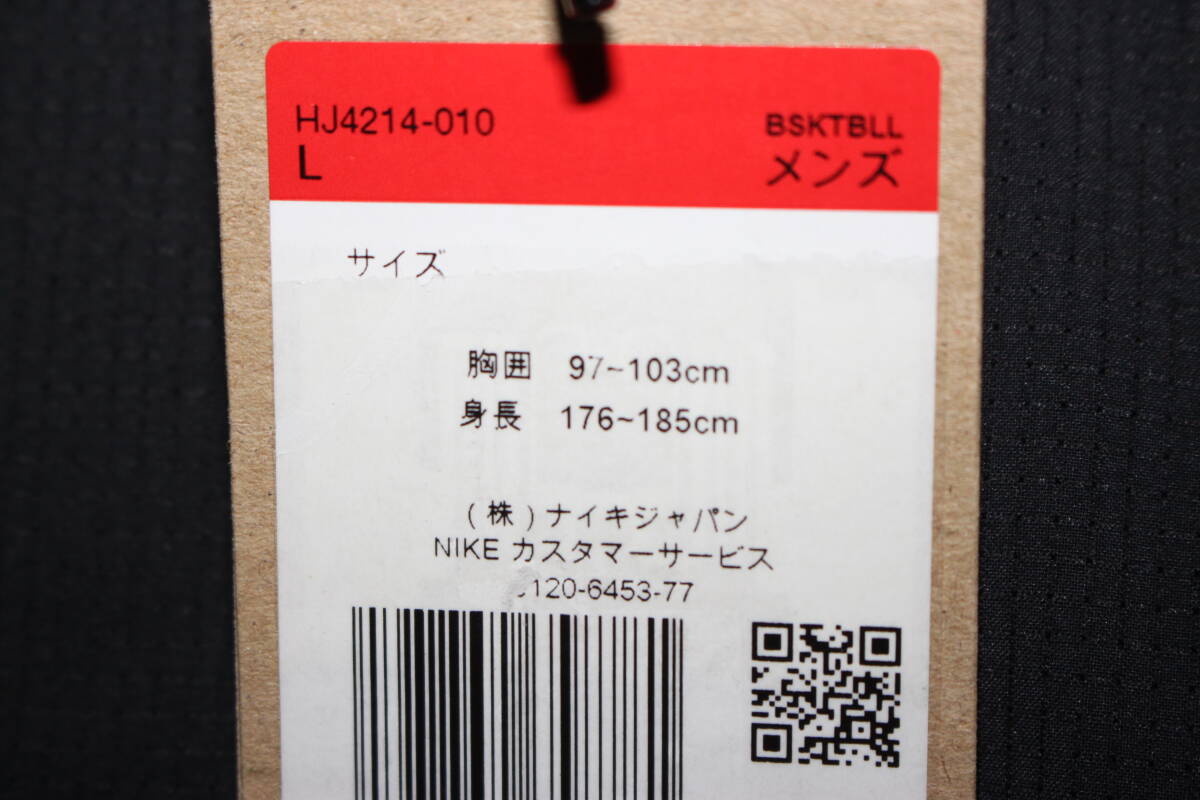 HJ4214-010
L
BSKTBLL
メンズ
サイズ
胸囲 97~103cm
身長 176~185cm
(株)ナイキジャパン
NIKE カスタマーサービス
120-6453-77